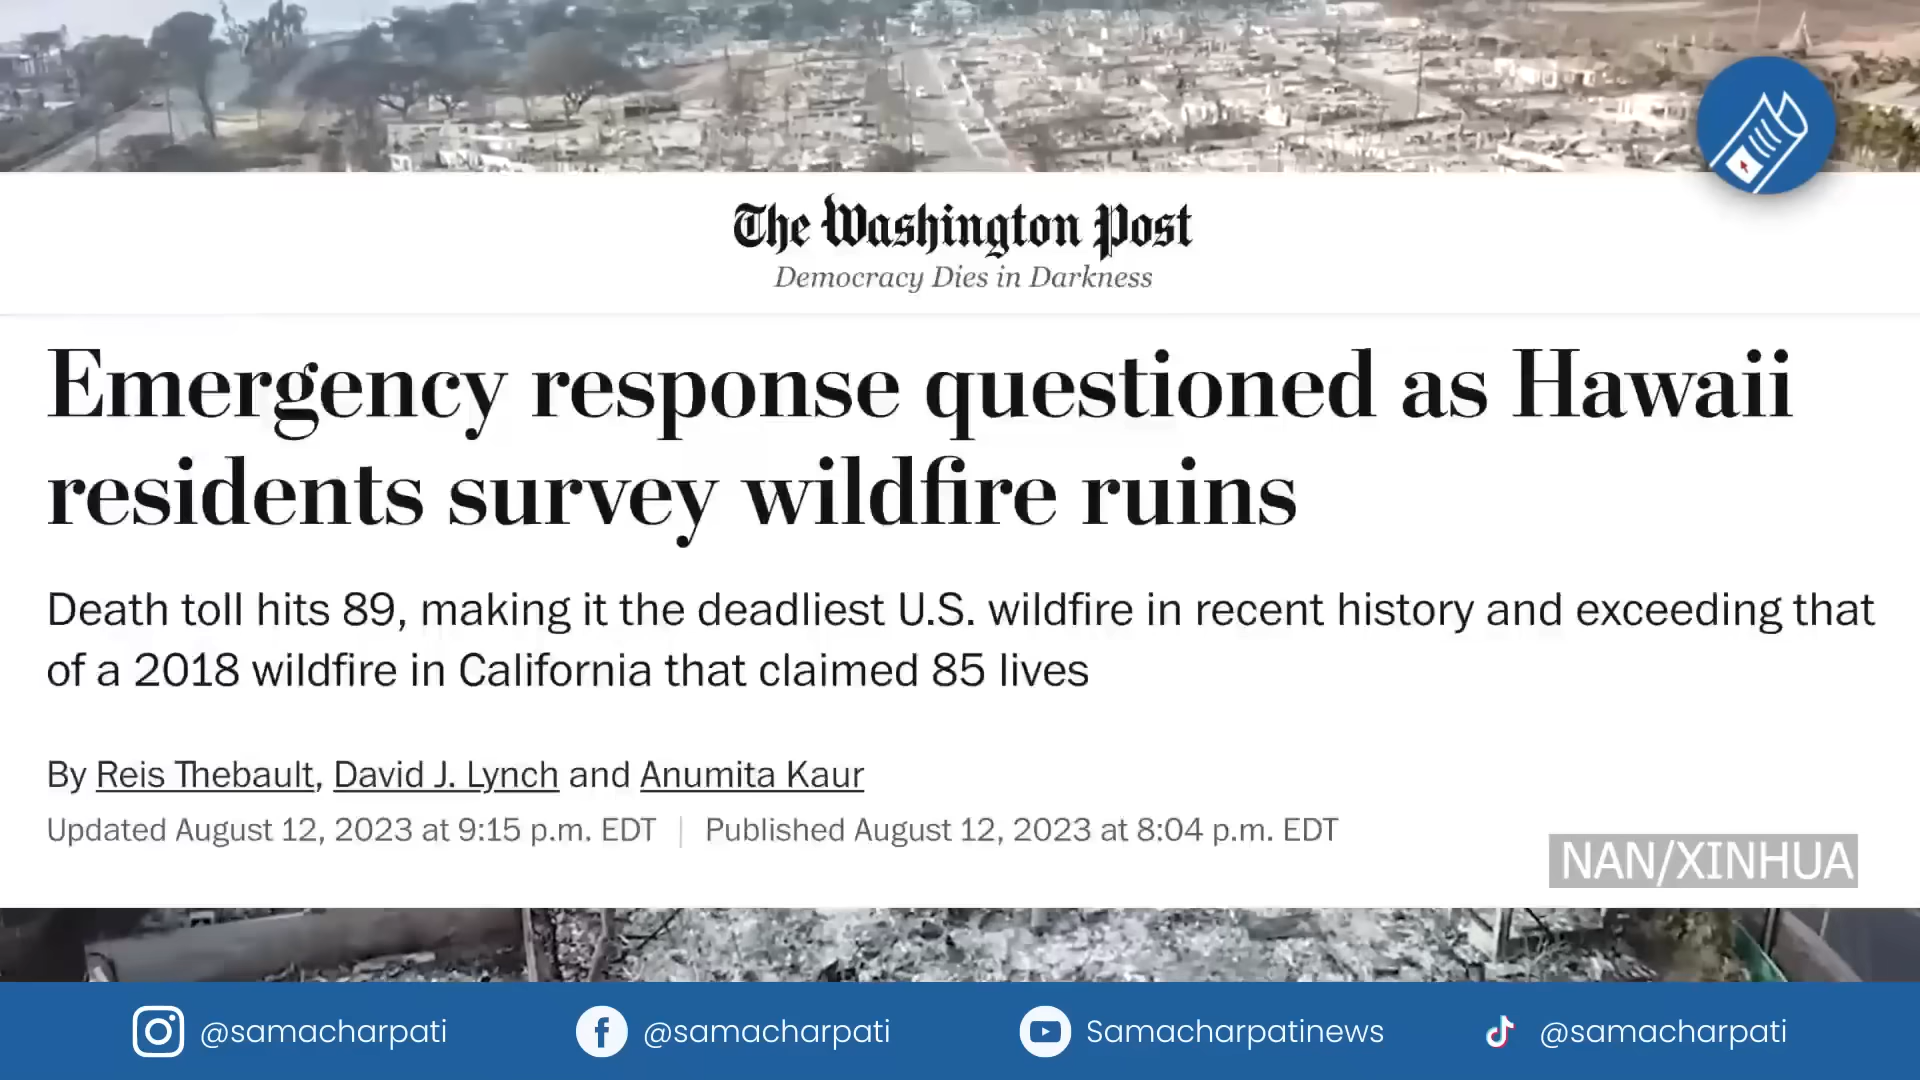 The Washington Post
Democracy Dies in Darkness
Emergency response questioned as Hawaii
residents survey wildfire ruins
Death toll hits 89, making it the deadliest U.S. wildfire in recent history and exceeding that
of a 2018 wildfire in California that claimed 85 lives
By Reis Thebault, David J. Lynch and Anumita Kaur
Updated August 12, 2023 at 9:15 p.m. EDT | Published August 12, 2023 at 8:04 p.m. EDT
NAN/XINHUA
@samacharpati @samacharpati Samacharpatinews @samacharpati